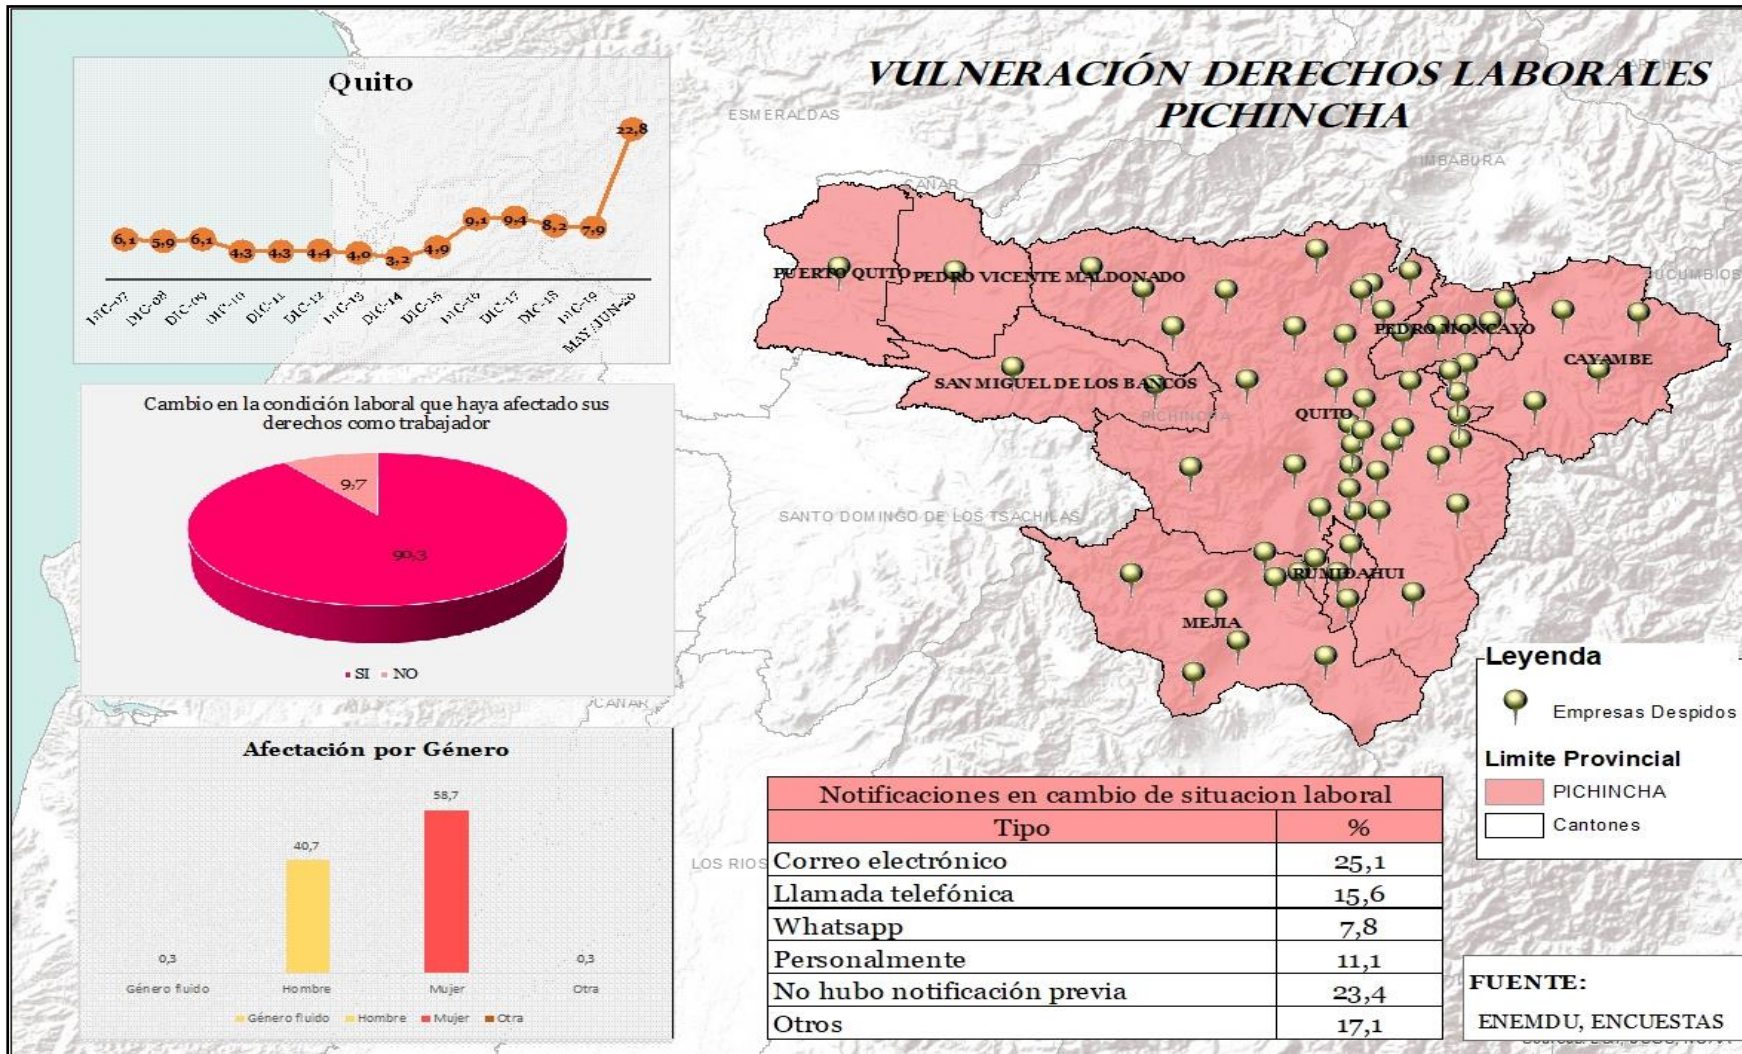 VULNERACIÓN DERECHOS LABORALES
PICHINCHA
Quito
6,1
5,9
6,1
4,3
4,3
4,4
4,0
3,2
4,9
9,1
9,4
8,2
7,9
22,8
DIC-07
DIC-08
DIC-09
DIC-10
DIC-11
DIC-12
DIC-13
DIC-14
DIC-15
DIC-16
DIC-17
DIC-18
DIC-19
MAY/JUN-20
Cambio en la condición laboral que haya afectado sus
derechos como trabajador
9,7
90,3
SI NO
Afectación por Género
0,3
40,7
58,7
0,3
Género fluido Hombre Mujer Otra
Género fluido Hombre Mujer Otra
ESMERALDAS
IMBABURA
CAÑAR
SUCUMBIOS
PUERTO QUITO
PEDRO VICENTE MALDONADO
PEDRO MONCAYO
CAYAMBE
SAN MIGUEL DE LOS BANCOS
PICHINCHA
QUITO
SANTO DOMINGO DE LOS TSACHILAS
RUMIDAHUI
MEJIA
CAÑAR
LOS RIOS
Leyenda
Empresas Despidos
Limite Provincial
PICHINCHA
Cantones
Notificaciones en cambio de situacion laboral
Tipo %
Correo electrónico 25,1
Llamada telefónica 15,6
Whatsapp 7,8
Personalmente 11,1
No hubo notificación previa 23,4
Otros 17,1
FUENTE:
ENEMDU, ENCUESTAS